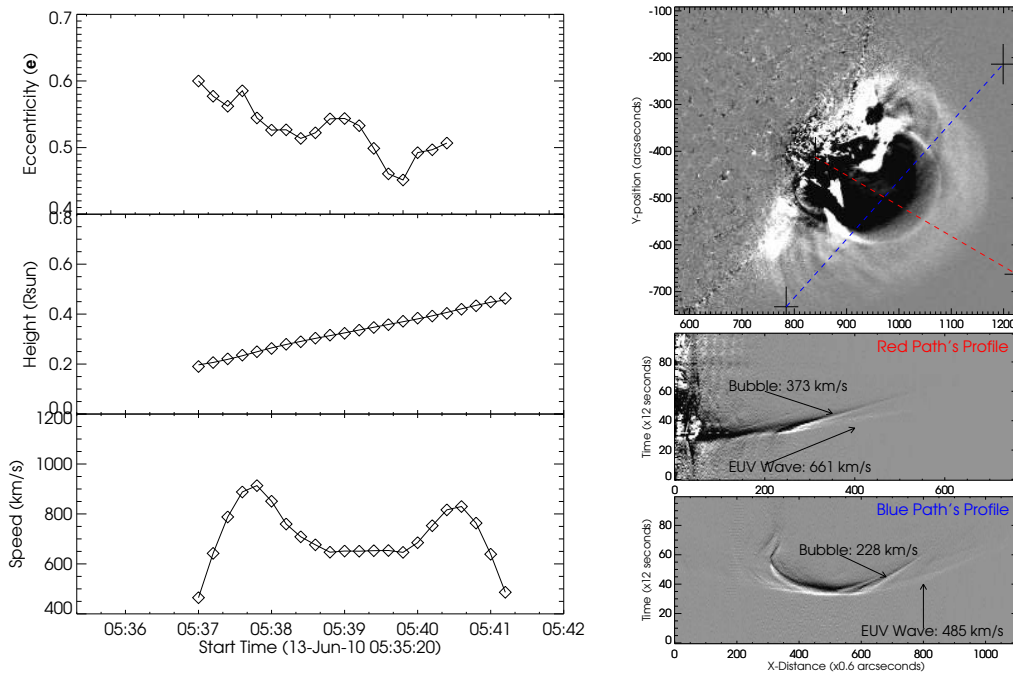 0.7
0.6
0.5
0.4
Eccentricity (e)
0.8
0.6
0.4
0.2
0.0
Height (Rsun)
1200
1000
800
600
400
Speed (km/s)
05:36 05:37 05:38 05:39 05:40 05:41 05:42
Start Time (13-Jun-10 05:35:20)
-100
-200
-300
-400
-500
-600
-700
Y-position (arcseconds)
600 800 900 1000 1100 1200
Red Path's Profile
Bubble: 373 km/s
EUV Wave: 661 km/s
80
60
40
20
0
Time (x12 seconds)
0 200 400 600
Blue Path's Profile
Bubble: 228 km/s
EUV Wave: 485 km/s
80
60
40
20
0
Time (x12 seconds)
0 200 400 600 800 1000
X-Distance (x0.6 arcseconds)